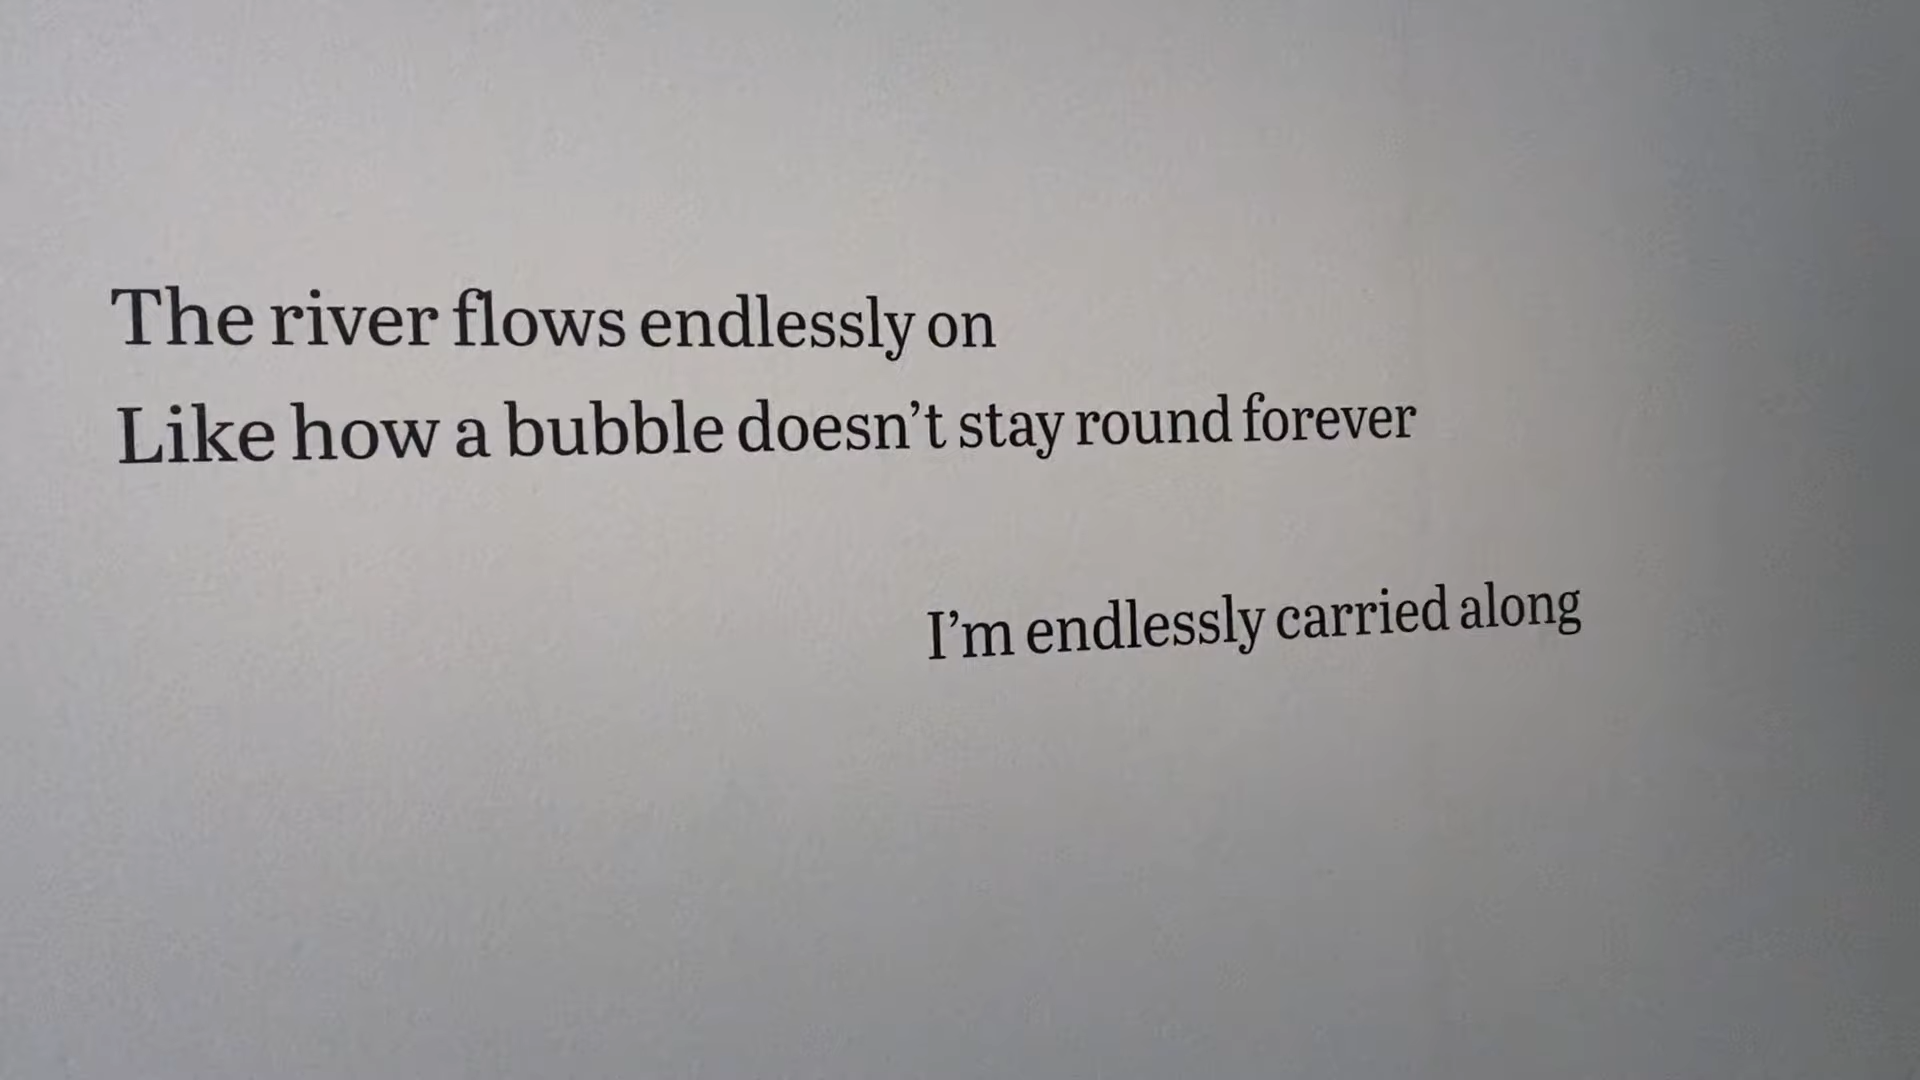 The river flows endlessly on
Like how a bubble doesn’t stay round forever
I’m endlessly carried along